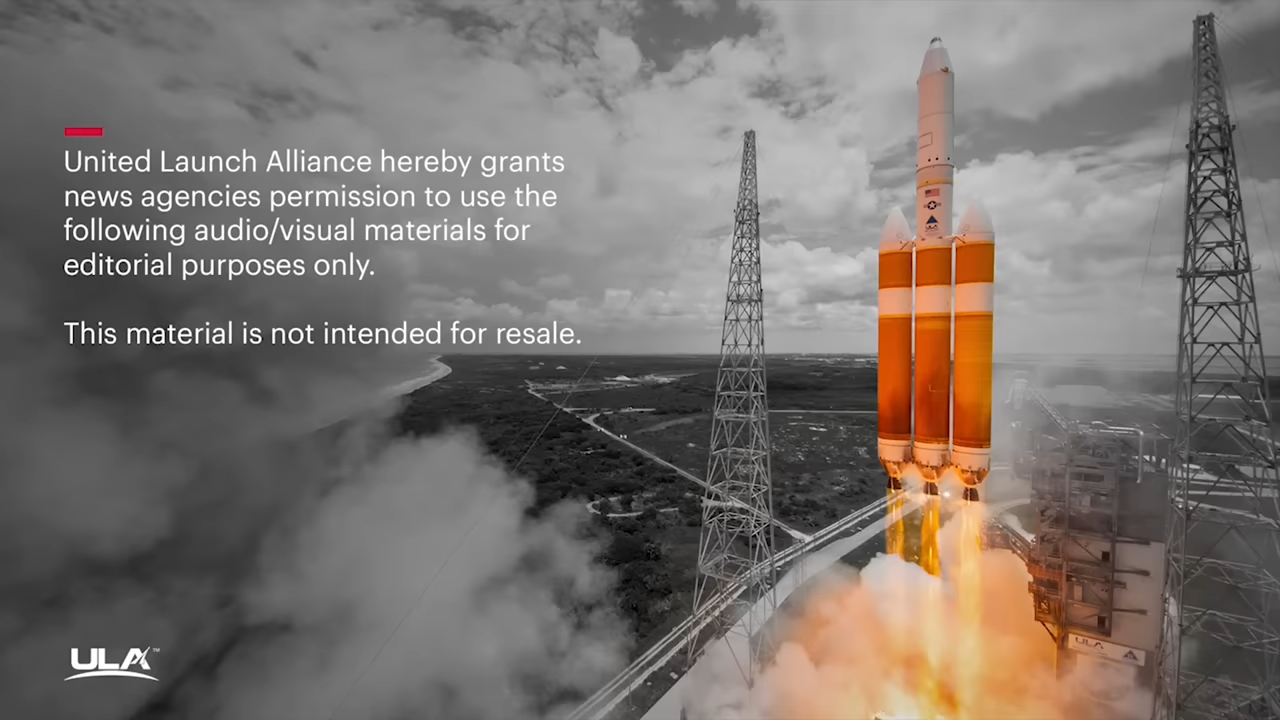 United Launch Alliance hereby grants
news agencies permission to use the
following audio/visual materials for
editorial purposes only.
This material is not intended for resale.
ULA™
ULA